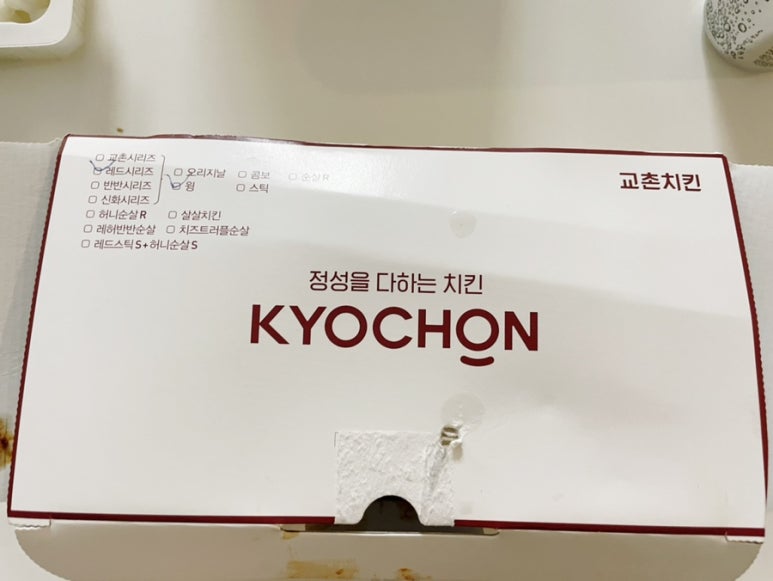 □ 교촌시리즈
□ 레드시리즈 □ 오리지날 □ 콤보 □ 순살R
□ 반반시리즈 □ 윙 □ 스틱
□ 신화시리즈
□ 허니순살R □ 살살치킨
□ 레허반반순살 □ 치즈트러플순살
□ 레드스틱S+허니순살S
교촌치킨
정성을 다하는 치킨
KYOCHON